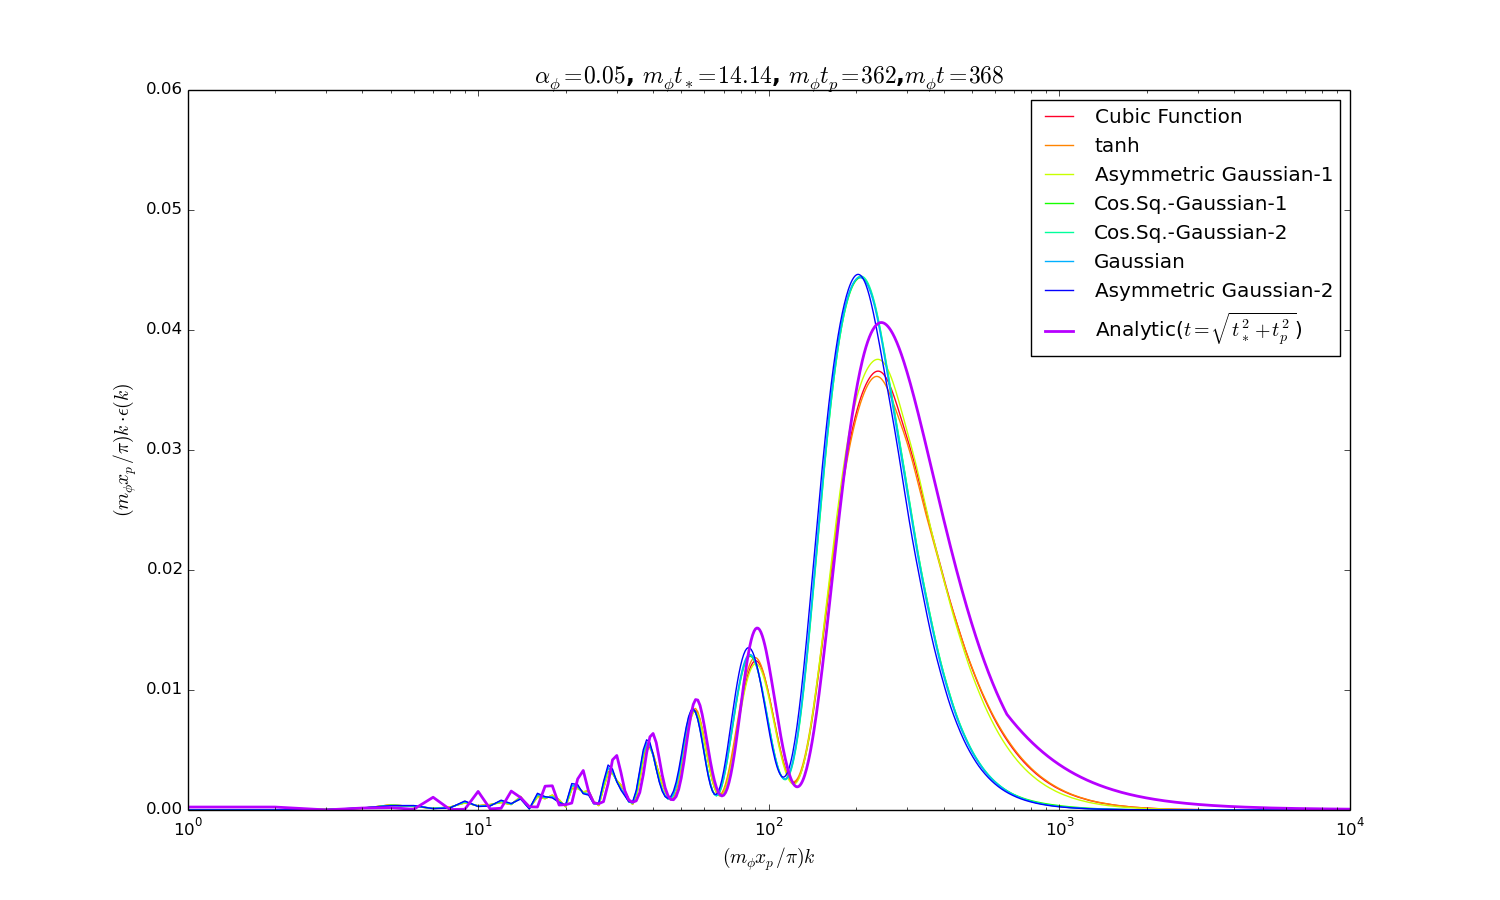 α_ϕ=0.05, m_ϕt_*=14.14, m_ϕt_p=362,m_ϕt=368
0.06
0.05
0.04
0.03
0.02
0.01
0.00
(m_ϕx_p/π)k·ϵ(k)
Cubic Function
tanh
Asymmetric Gaussian-1
Cos.Sq.-Gaussian-1
Cos.Sq.-Gaussian-2
Gaussian
Asymmetric Gaussian-2
Analytic(t=√(t_*^2+t_p^2))
10^0 10^1 10^2 10^3 10^4
(m_ϕx_p/π)k